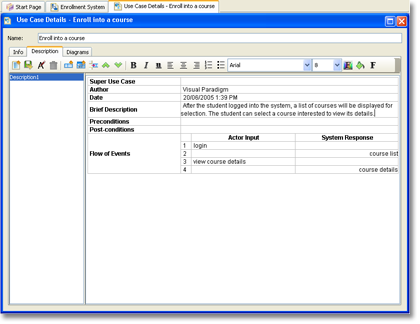 Start Page Enrollment System Use Case Details - Enroll into a course
Use Case Details - Enroll into a course
Name: Enroll into a course
Info Description Diagrams
B I U Arial 8 F
Description1
Super Use Case
Author Visual Paradigm
Date 20/06/2005 1:39 PM
Brief Description After the student logged into the system, a list of courses will be displayed for
selection. The student can select a course interested to view its details.
Preconditions
Post-conditions
Flow of Events
Actor Input System Response
1 login
2 course list
3 view course details
4 course details